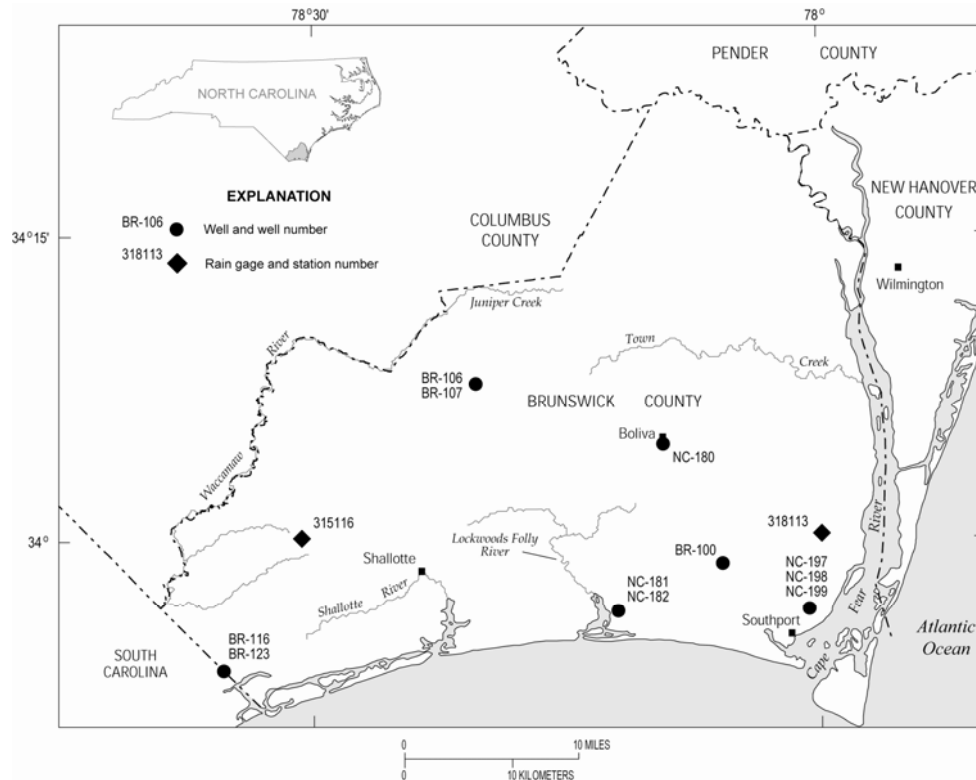 78°30'
78°
PENDER COUNTY
NORTH CAROLINA
EXPLANATION
BR-106
Well and well number
318113
Rain gage and station number
COLUMBUS
COUNTY
NEW HANOVER
COUNTY
34°15'
Wilmington
Juniper Creek
River
Waccamaw
Town
Creek
BR-106
BR-107
BRUNSWICK COUNTY
Boliva
NC-180
34°
315116
318113
River
Lockwoods Folly
River
Shallotte
BR-100
NC-197
NC-198
NC-199
NC-181
NC-182
Shallotte River
Fear
Southport
Cape
Atlantic
Ocean
SOUTH
CAROLINA
BR-116
BR-123
0 10 MILES
0 10 KILOMETERS